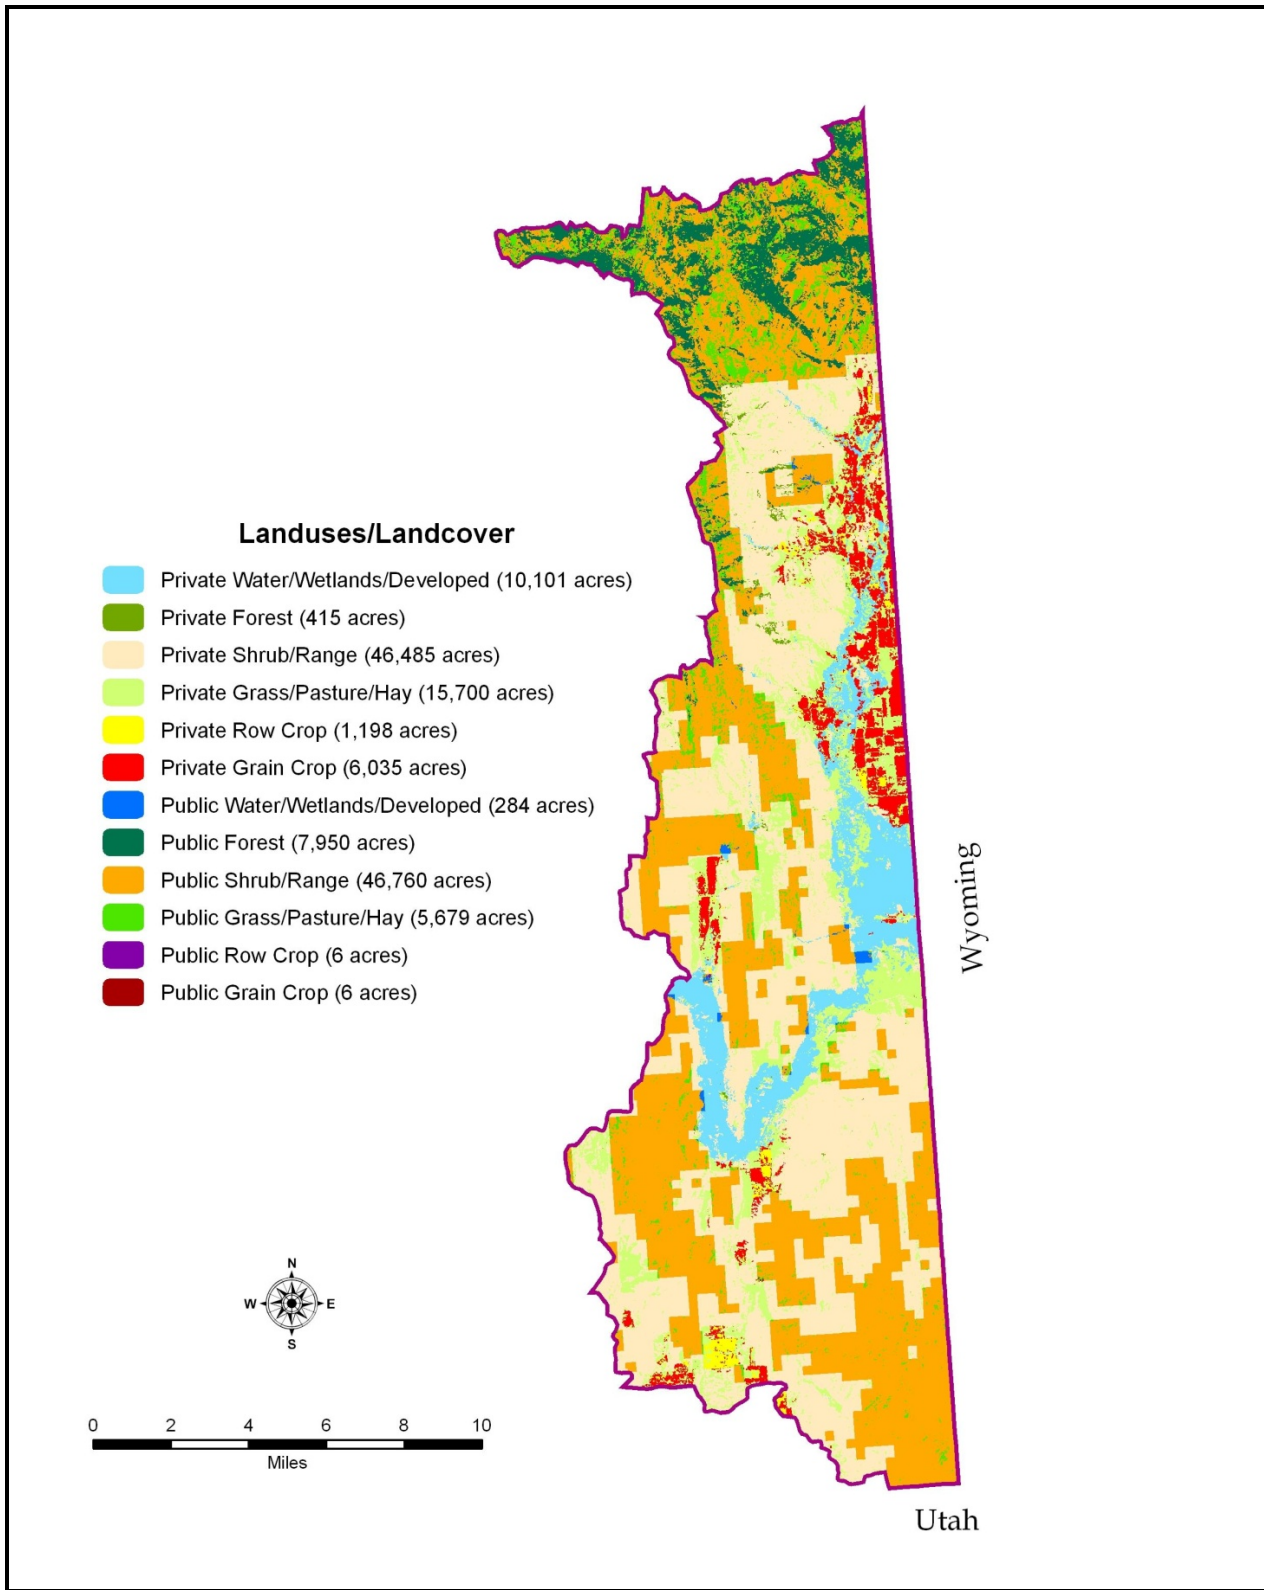 Landuses/Landcover
Private Water/Wetlands/Developed (10,101 acres)
Private Forest (415 acres)
Private Shrub/Range (46,485 acres)
Private Grass/Pasture/Hay (15,700 acres)
Private Row Crop (1,198 acres)
Private Grain Crop (6,035 acres)
Public Water/Wetlands/Developed (284 acres)
Public Forest (7,950 acres)
Public Shrub/Range (46,760 acres)
Public Grass/Pasture/Hay (5,679 acres)
Public Row Crop (6 acres)
Public Grain Crop (6 acres)
Wyoming
N
W E
S
0 2 4 6 8 10
Miles
Utah